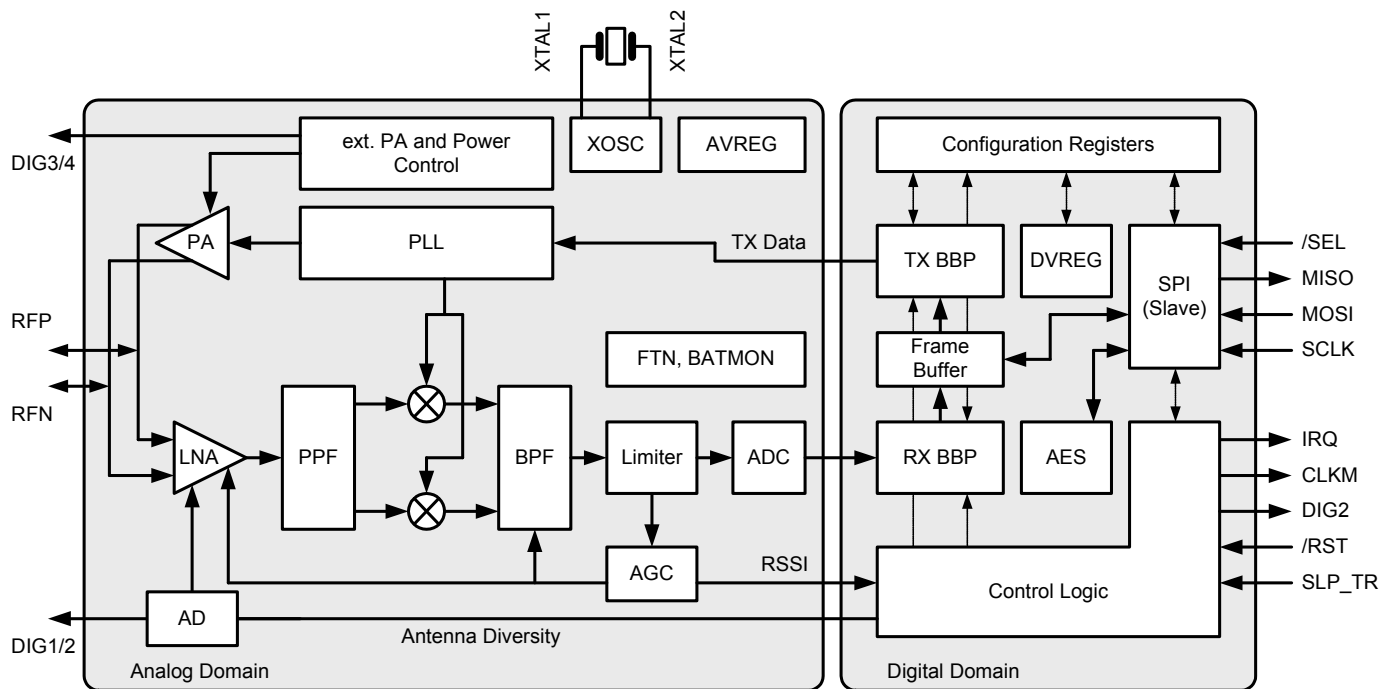 XTAL1
XTAL2
ext. PA and Power
Control
XOSC
AVREG
Configuration Registers
DIG3/4
PA
PLL
TX Data
TX BBP
DVREG
SPI
(Slave)
/SEL
MISO
MOSI
SCLK
RFP
RFN
FTN, BATMON
Frame
Buffer
LNA
PPF
BPF
Limiter
ADC
RX BBP
AES
IRQ
CLKM
DIG2
/RST
SLP_TR
AGC
RSSI
Control Logic
AD
DIG1/2
Antenna Diversity
Analog Domain
Digital Domain